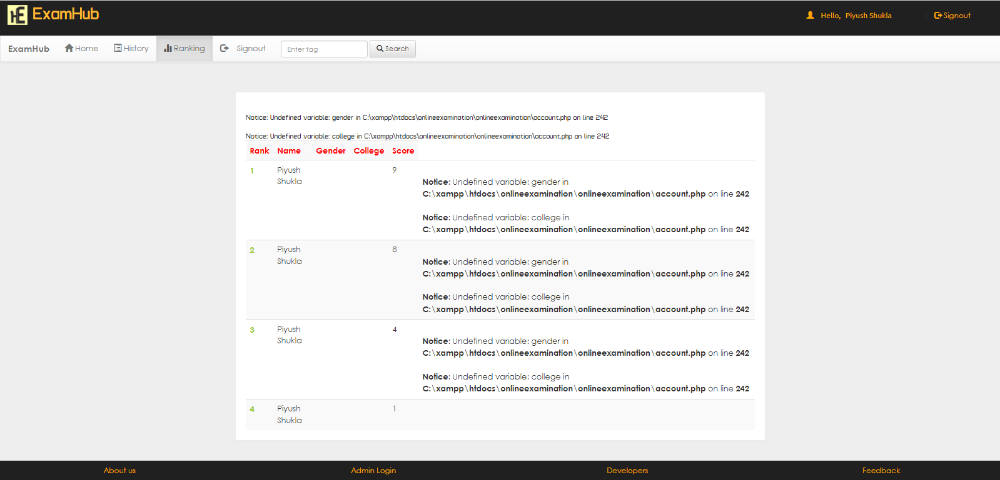 HE ExamHub
Hello, Piyush Shukla
Signout
ExamHub Home History Ranking Signout Enter tag Search
Notice: Undefined variable: gender in C:\xampp\htdocs\onlineexamination\onlineexamination\account.php on line 242
Notice: Undefined variable: college in C:\xampp\htdocs\onlineexamination\onlineexamination\account.php on line 242
Rank Name Gender College Score
1 Piyush 9
Shukla
Notice: Undefined variable: gender in
C:\xampp\htdocs\onlineexamination\onlineexamination\account.php on line 242
Notice: Undefined variable: college in
C:\xampp\htdocs\onlineexamination\onlineexamination\account.php on line 242
2 Piyush 8
Shukla
Notice: Undefined variable: gender in
C:\xampp\htdocs\onlineexamination\onlineexamination\account.php on line 242
Notice: Undefined variable: college in
C:\xampp\htdocs\onlineexamination\onlineexamination\account.php on line 242
3 Piyush 4
Shukla
Notice: Undefined variable: gender in
C:\xampp\htdocs\onlineexamination\onlineexamination\account.php on line 242
Notice: Undefined variable: college in
C:\xampp\htdocs\onlineexamination\onlineexamination\account.php on line 242
4 Piyush 1
Shukla
About us Admin Login Developers Feedback